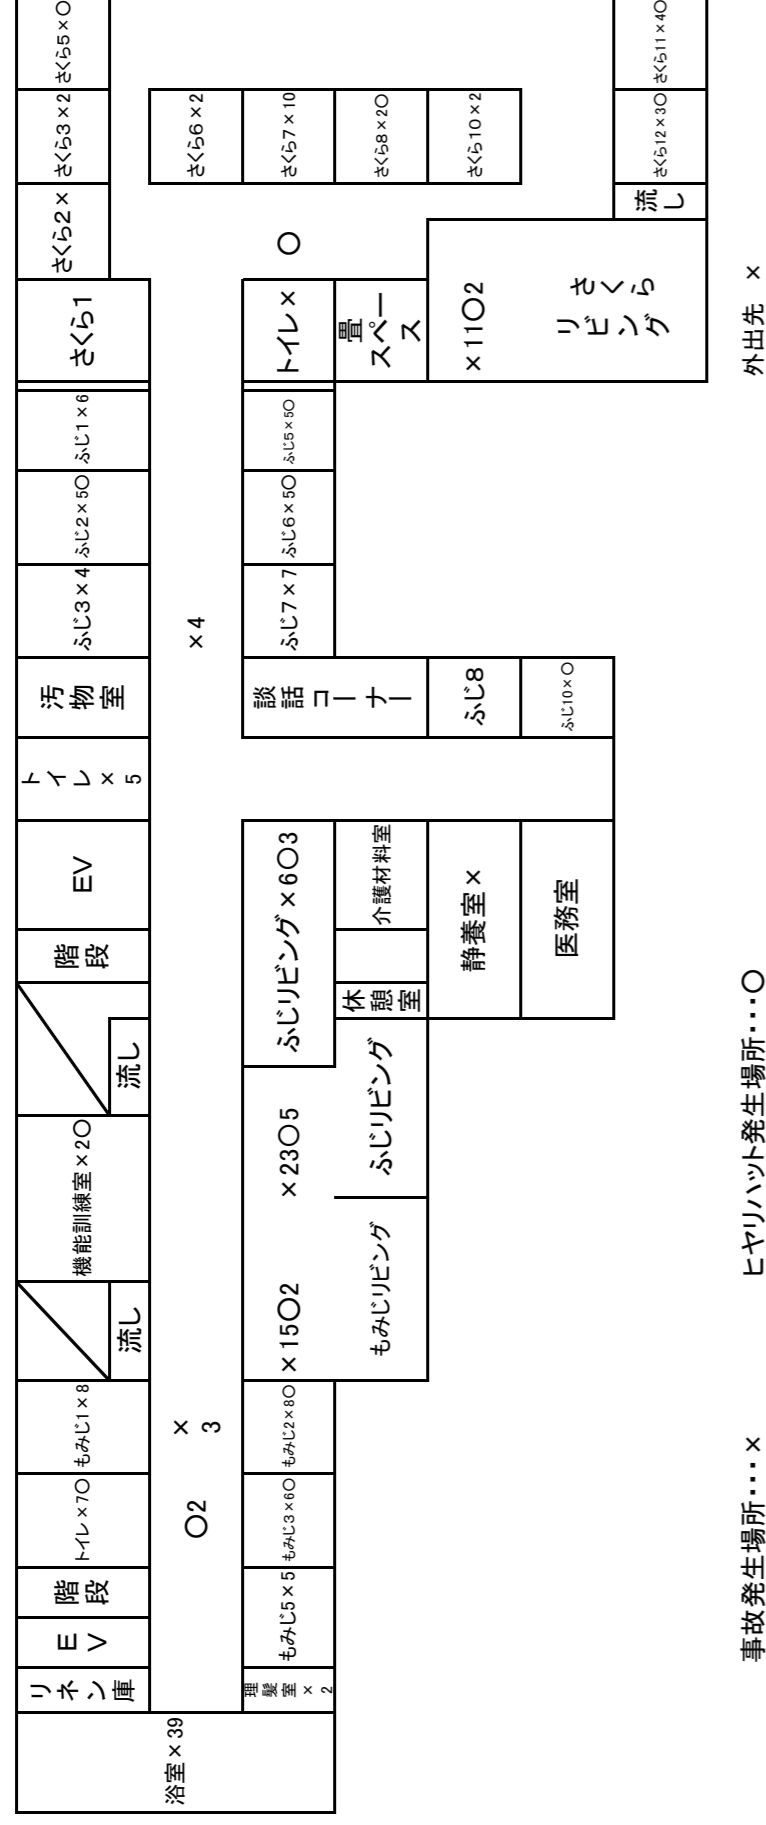 さくら5×〇
さくら3×2
さくら2×
さくら1
ふじ1×6
ふじ2×5〇
ふじ3×4
汚物室
トイレ×5
EV
階段
流し
機能訓練室×2〇
流し
もみじ1×8
トイレ×7〇
階段
EV
リネン庫
浴室×39
×4
×3
〇2
さくら6×2
さくら7×10
さくら8×2〇
さくら10×2
〇
トイレ×
畳スペース
×11〇2
さくらリビング
さくら11×4〇
さくら12×3〇
流し
ふじ5×5〇
ふじ6×5〇
ふじ7×7
談話コーナー
ふじ8
ふじ10×〇
ふじリビング×6〇3
介護材料室
休憩室
静養室×
医務室
×23〇5
ふじリビング
×15〇2
もみじリビング
もみじ2×8〇
もみじ3×6〇
もみじ5×5
理髪室×2
事故発生場所・・・×
ヒヤリハット発生場所・・・〇
外出先 ×